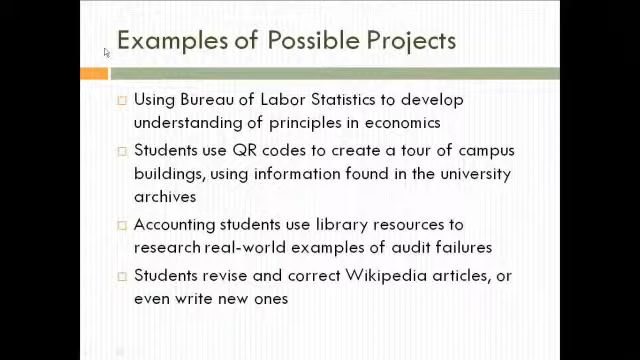 Examples of Possible Projects
Using Bureau of Labor Statistics to develop
understanding of principles in economics
Students use QR codes to create a tour of campus
buildings, using information found in the university
archives
Accounting students use library resources to
research real-world examples of audit failures
Students revise and correct Wikipedia articles, or
even write new ones